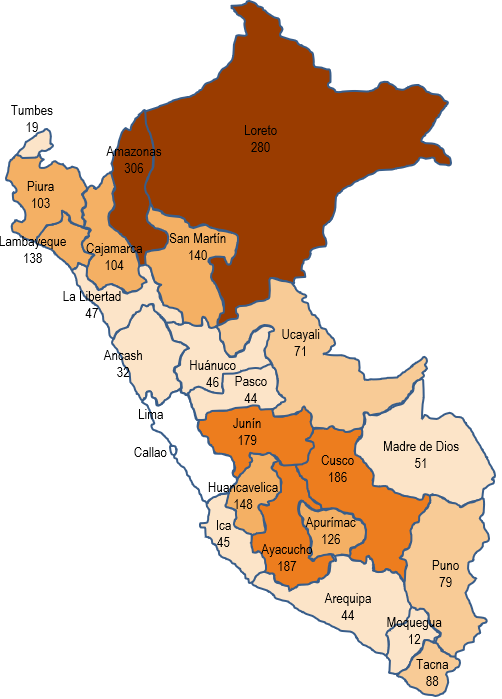 Tumbes
19
Loreto
280
Amazonas
306
Piura
103
San Martín
140
Lambayeque
138
Cajamarca
104
La Libertad
47
Ucayali
71
Ancash
32
Huánuco
46
Pasco
44
Lima
Junín
179
Callao
Madre de Dios
51
Cusco
186
Huancavelica
148
Ica
45
Apurímac
126
Ayacucho
187
Puno
79
Arequipa
44
Moquegua
12
Tacna
88